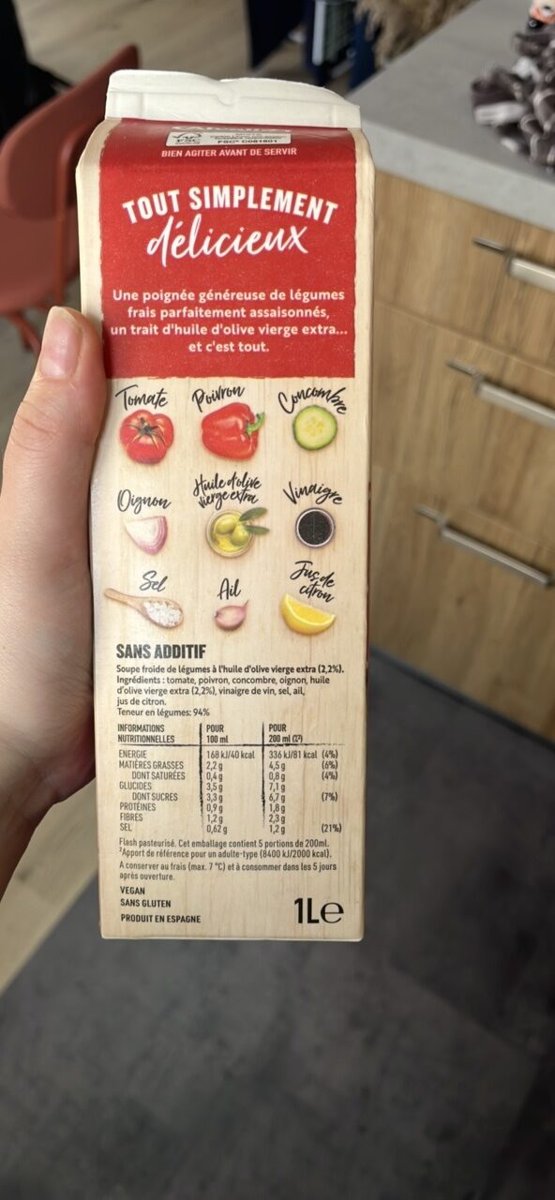 FSC® C081801
BIEN AGITER AVANT DE SERVIR
TOUT SIMPLEMENT
délicieux
Une poignée généreuse de légumes
frais parfaitement assaisonnés,
un trait d'huile d'olive vierge extra...
et c'est tout.
Tomate Poivron Concombre
Oignon Huile d'olive vierge extra Vinaigre
Sel Ail Jus de citron
SANS ADDITIF
Soupe froide de légumes à l'huile d'olive vierge extra (2,2%).
Ingrédients : tomate, poivron, concombre, oignon, huile
d'olive vierge extra (2,2%), vinaigre de vin, sel, ail,
jus de citron.
Teneur en légumes: 94%
INFORMATIONS POUR POUR
NUTRITIONNELLES 100 ml 200 ml (2*)
ENERGIE 168 kJ/40 kcal 336 kJ/81 kcal (4%)
MATIÈRES GRASSES 2,2 g 4,5 g (6%)
DONT SATURÉES 0,4 g 0,8 g (4%)
GLUCIDES 3,5 g 7,1 g
DONT SUCRES 3,3 g 6,7 g (7%)
PROTÉINES 0,9 g 1,8 g
FIBRES 1,2 g 2,3 g
SEL 0,62 g 1,2 g (21%)
Flash pasteurisé. Cet emballage contient 5 portions de 200ml.
²Apport de référence pour un adulte-type (8400 kJ/2000 kcal).
A conserver au frais (max. 7 °C) et à consommer dans les 5 jours
après ouverture.
VEGAN
SANS GLUTEN
PRODUIT EN ESPAGNE
1L℮